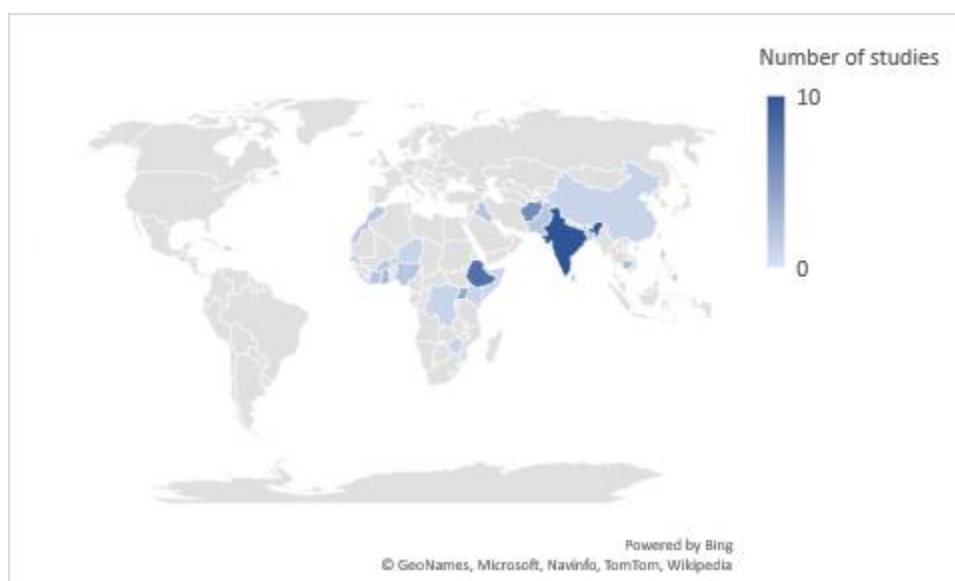 Number of studies
10
0
Powered by Bing
© GeoNames, Microsoft, Navinfo, TomTom, Wikipedia